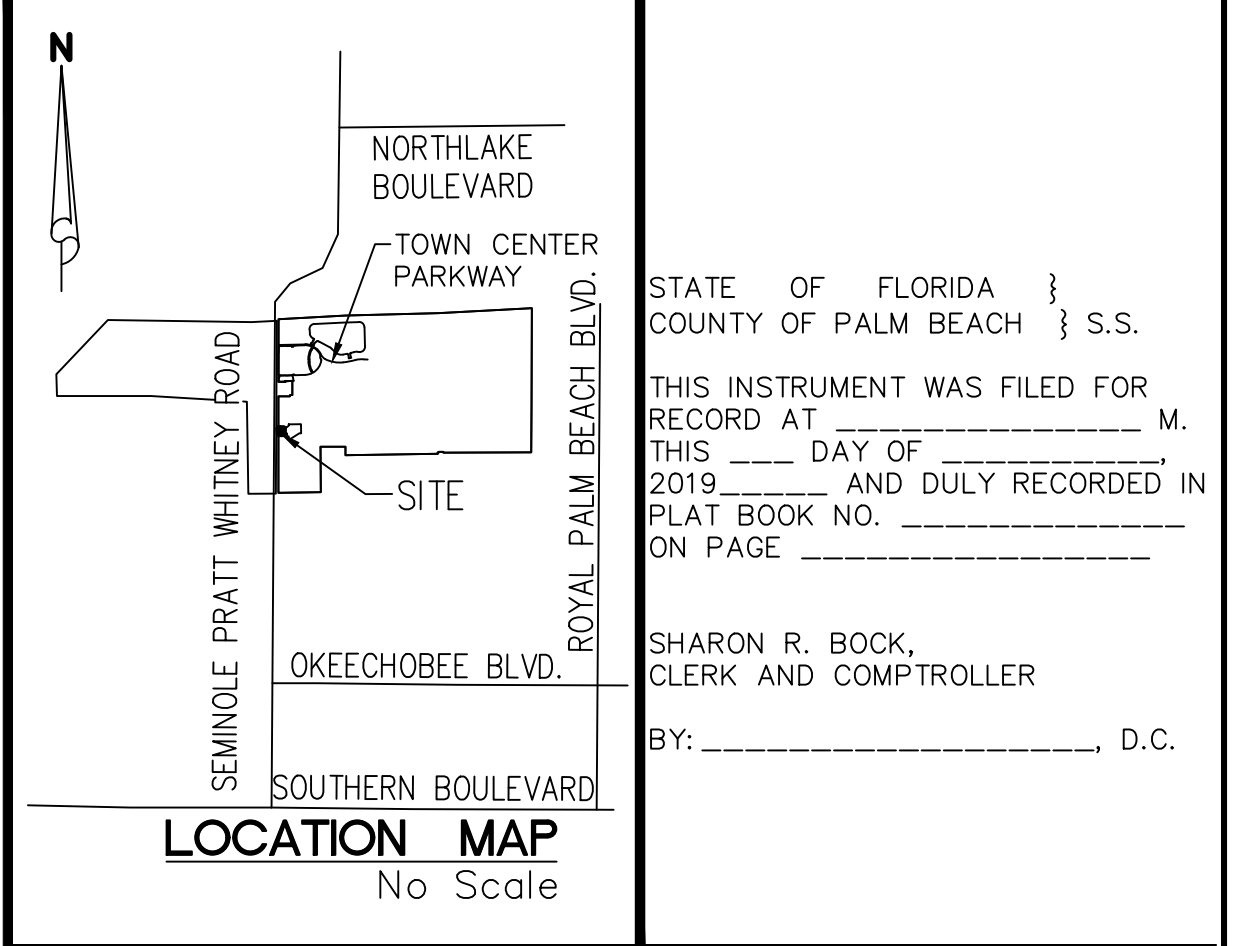 N
NORTHLAKE
BOULEVARD
TOWN CENTER
PARKWAY
SEMINOLE PRATT WHITNEY ROAD
ROYAL PALM BEACH BLVD.
SITE
OKEECHOBEE BLVD.
SOUTHERN BOULEVARD
LOCATION MAP
No Scale
STATE OF FLORIDA }
COUNTY OF PALM BEACH } S.S.
THIS INSTRUMENT WAS FILED FOR
RECORD AT ______________ M.
THIS ___ DAY OF __________,
2019_____ AND DULY RECORDED IN
PLAT BOOK NO. _____________
ON PAGE ________________
SHARON R. BOCK,
CLERK AND COMPTROLLER
BY: __________________, D.C.